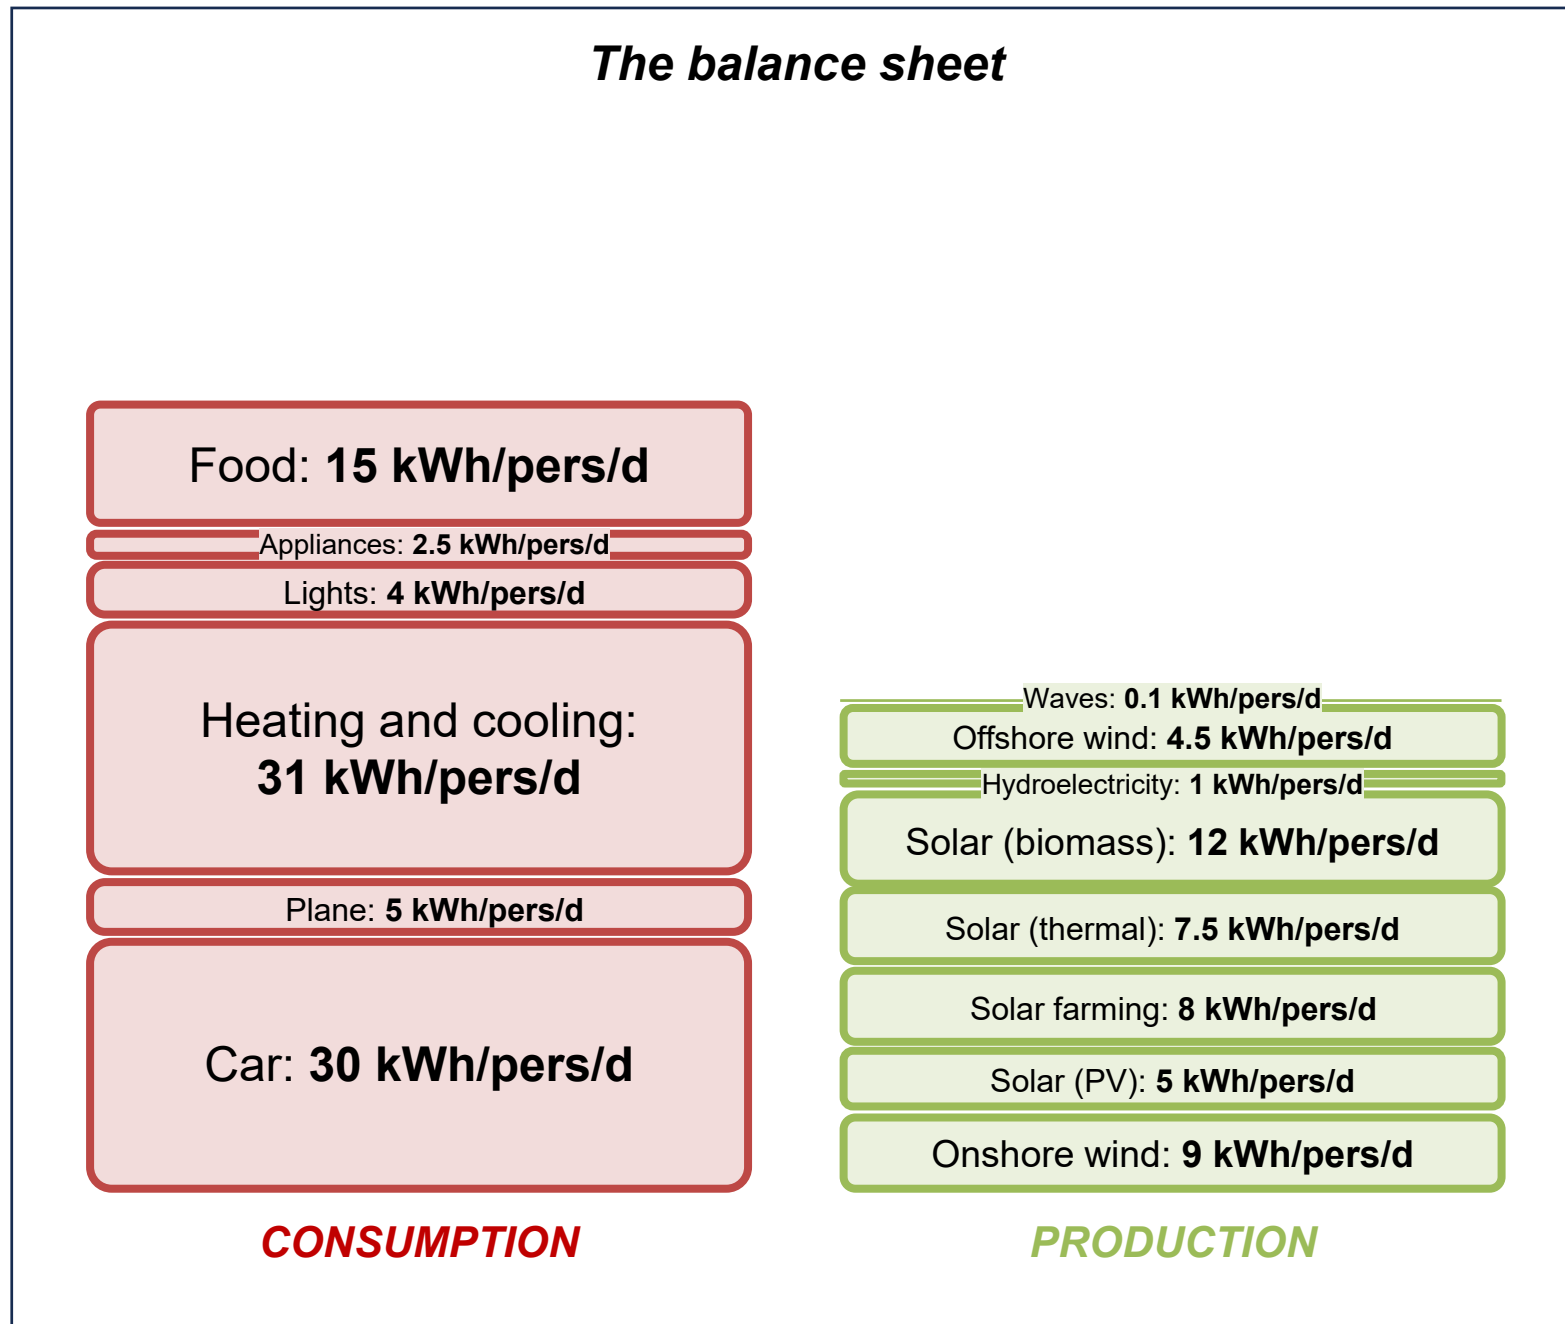 The balance sheet
Food: 15 kWh/pers/d
Appliances: 2.5 kWh/pers/d
Lights: 4 kWh/pers/d
Heating and cooling:
31 kWh/pers/d
Plane: 5 kWh/pers/d
Car: 30 kWh/pers/d
CONSUMPTION
Waves: 0.1 kWh/pers/d
Offshore wind: 4.5 kWh/pers/d
Hydroelectricity: 1 kWh/pers/d
Solar (biomass): 12 kWh/pers/d
Solar (thermal): 7.5 kWh/pers/d
Solar farming: 8 kWh/pers/d
Solar (PV): 5 kWh/pers/d
Onshore wind: 9 kWh/pers/d
PRODUCTION